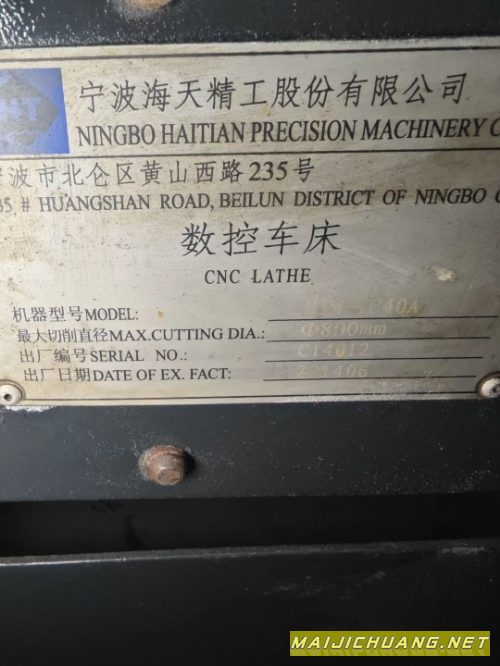 宁波海天精工股份有限公司
NINGBO HAITIAN PRECISION MACHINERY C
波市北仑区黄山西路235号
# HUANGSHAN ROAD, BEILUN DISTRICT OF NINGBO
数控车床
CNC LATHE
机器型号MODEL:
最大切削直径MAX.CUTTING DIA.: Φ800mm
出厂编号SERIAL NO.: C14012
出厂日期DATE OF EX. FACT: 201406
MAIJICHUANG.NET